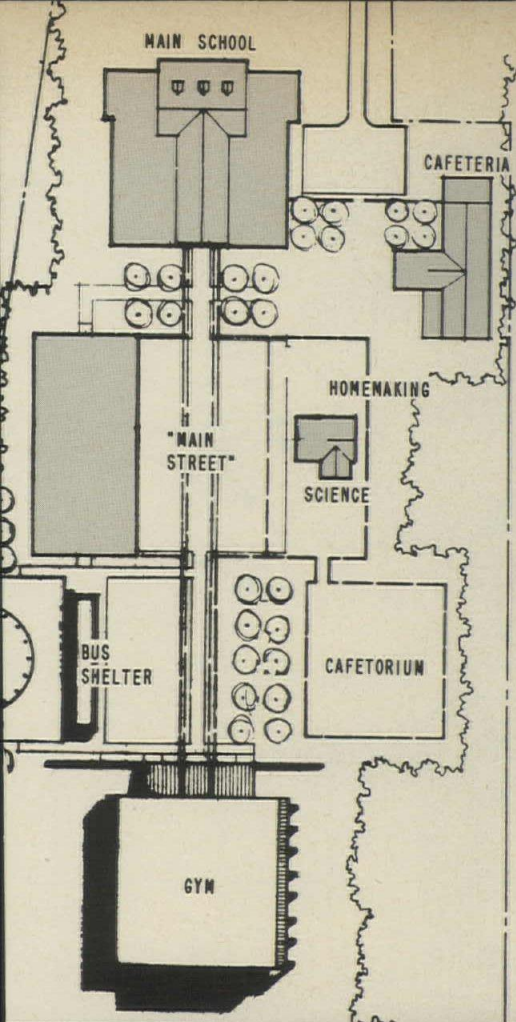 MAIN SCHOOL
CAFETERIA
HOMEMAKING
"MAIN
STREET"
SCIENCE
BUS
SHELTER
CAFETORIUM
GYM